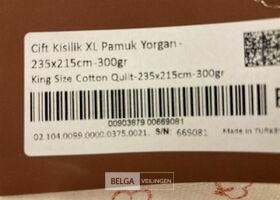 Cift Kisilik XL Pamuk Yorgan -
235x215cm-300gr
King Size Cotton Quilt-235x215cm-300gr
00903879 00669081
02.104.0099.0000.0375.0021. S/N: 669081 Made in TURKEY
BELGA VEILINGEN